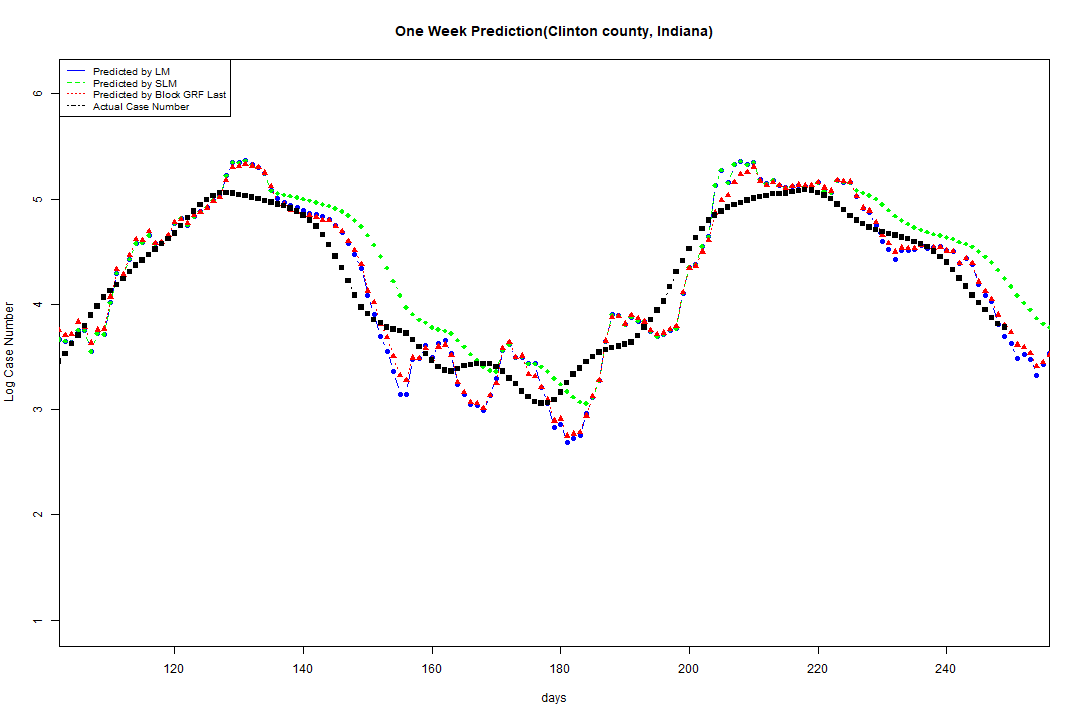 One Week Prediction(Clinton county, Indiana)
Predicted by LM
Predicted by SLM
Predicted by Block GRF Last
Actual Case Number
6
5
4
3
2
1
Log Case Number
120 140 160 180 200 220 240
days